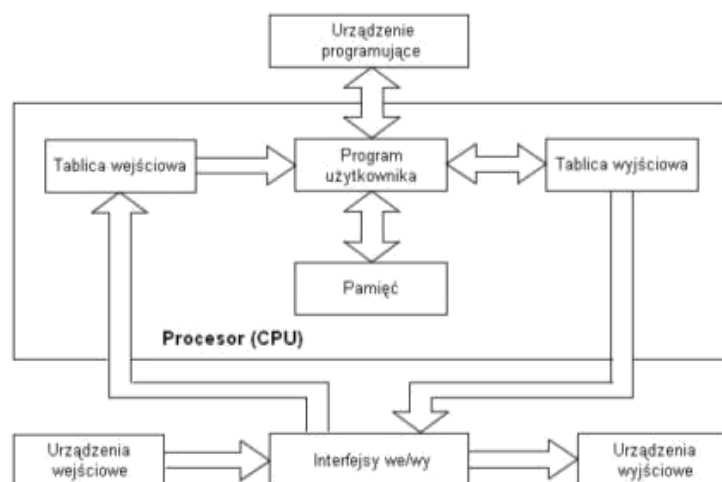 Urządzenie
programujące
Tablica wejściowa
Program
użytkownika
Tablica wyjściowa
Pamięć
Procesor (CPU)
Urządzenia
wejściowe
Interfejsy we/wy
Urządzenia
wyjściowe